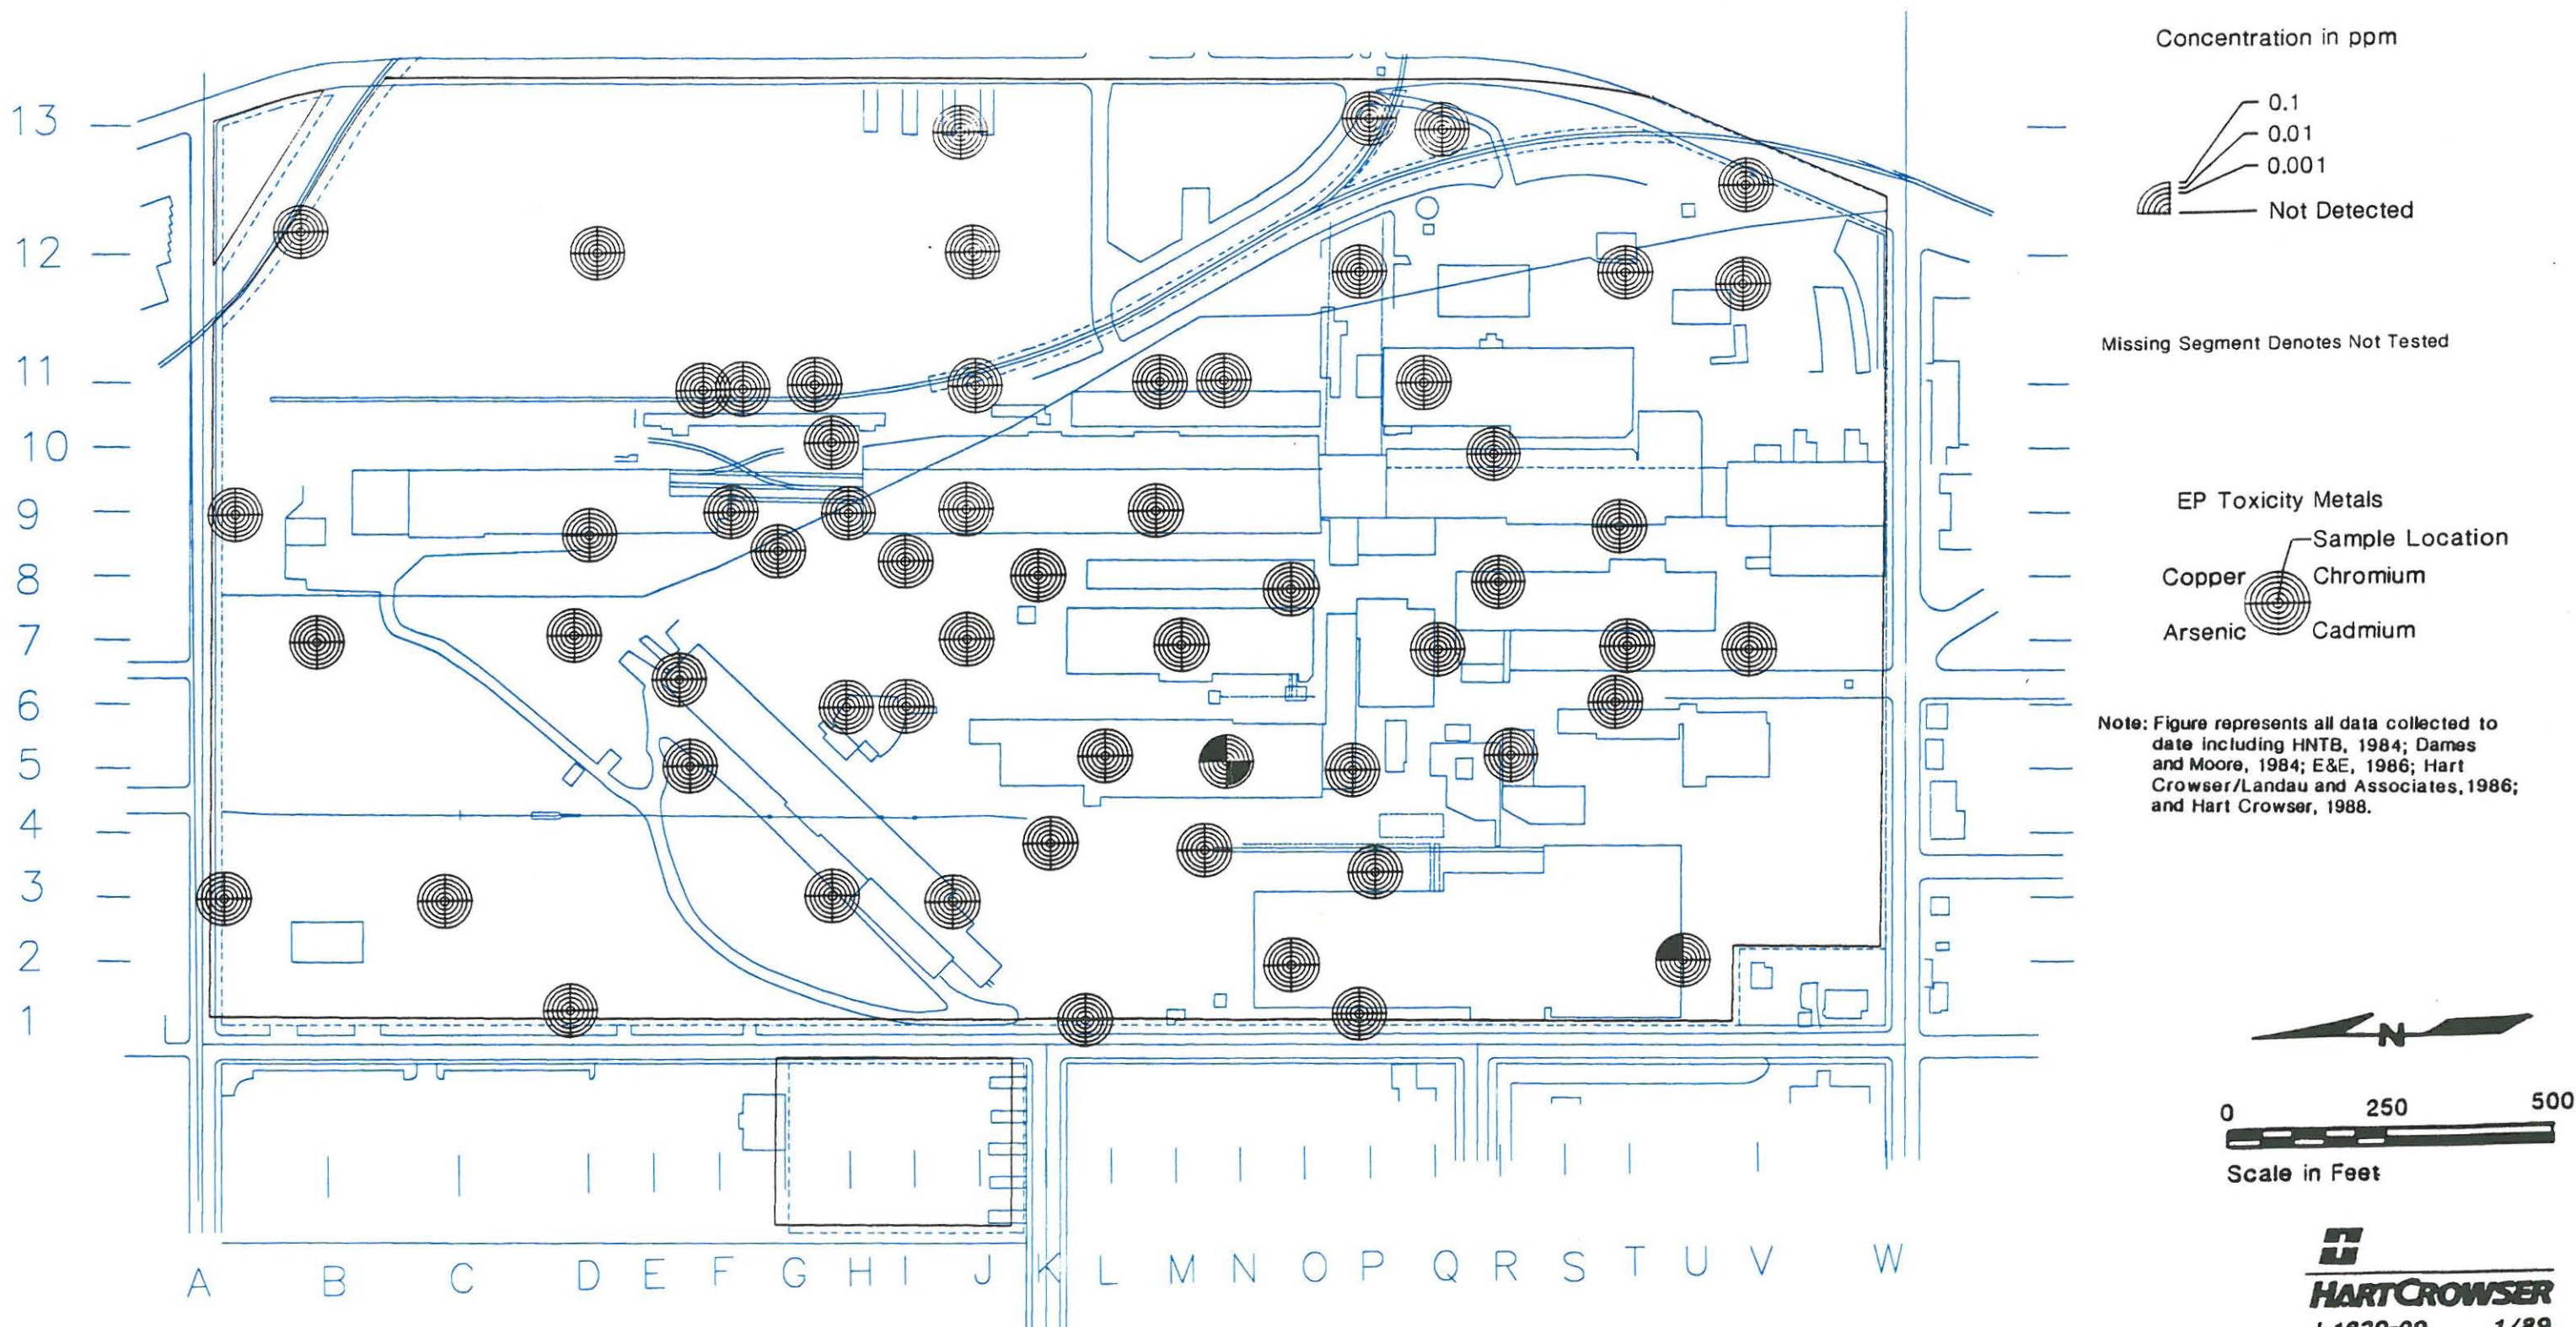 Concentration in ppm
0.1
0.01
0.001
Not Detected
Missing Segment Denotes Not Tested
EP Toxicity Metals
Sample Location
Copper Chromium
Arsenic Cadmium
Note: Figure represents all data collected to
date including HNTB, 1984; Dames
and Moore, 1984; E&E, 1986; Hart
Crowser/Landau and Associates, 1986;
and Hart Crowser, 1988.
N
0 250 500
Scale in Feet
HARTCROWSER
1/89
13
12
11
10
9
8
7
6
5
4
3
2
1
A B C D E F G H I J K L M N O P Q R S T U V W